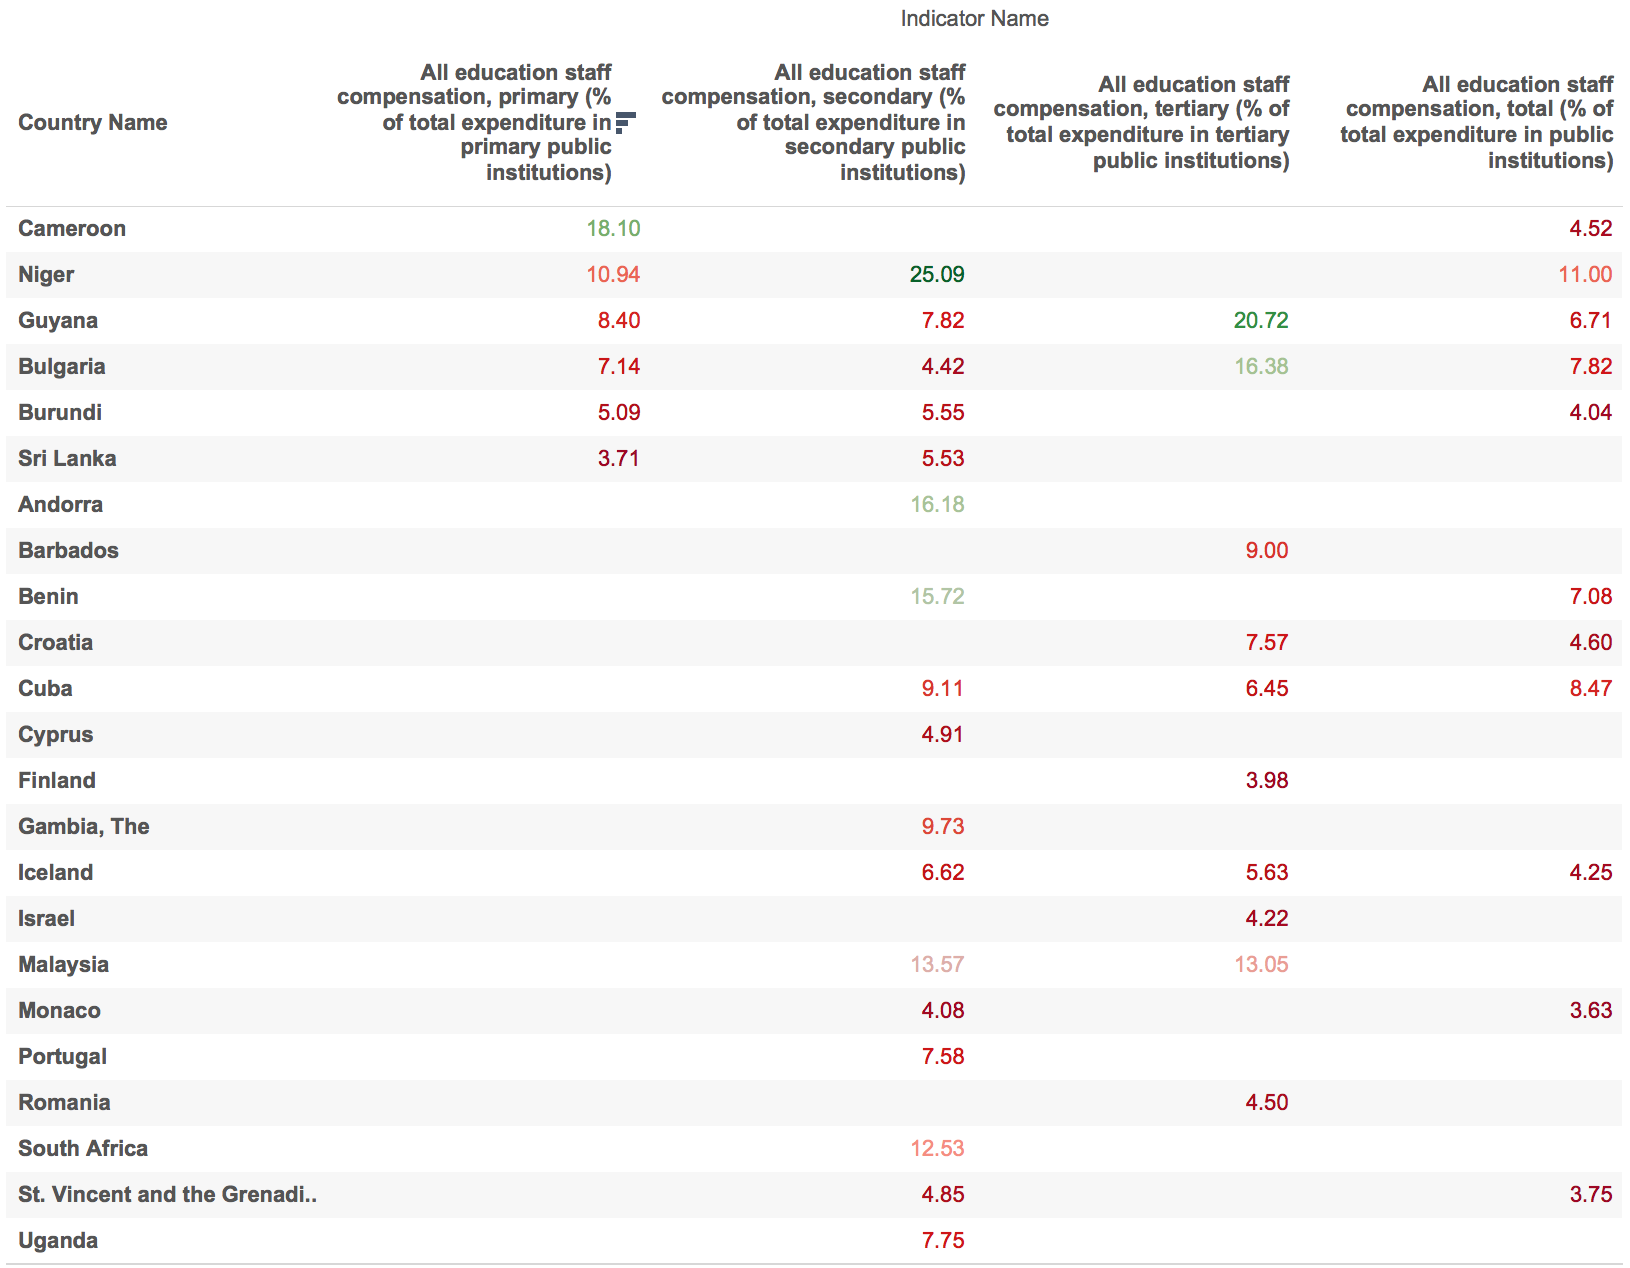 Indicator Name
Country Name
All education staff
compensation, primary (%
of total expenditure in
primary public
institutions)
All education staff
compensation, secondary (%
of total expenditure in
secondary public
institutions)
All education staff
compensation, tertiary (% of
total expenditure in tertiary
public institutions)
All education staff
compensation, total (% of
total expenditure in public
institutions)
Cameroon 18.10 4.52
Niger 10.94 25.09 11.00
Guyana 8.40 7.82 20.72 6.71
Bulgaria 7.14 4.42 16.38 7.82
Burundi 5.09 5.55 4.04
Sri Lanka 3.71 5.53
Andorra 16.18
Barbados 9.00
Benin 15.72 7.08
Croatia 7.57 4.60
Cuba 9.11 6.45 8.47
Cyprus 4.91
Finland 3.98
Gambia, The 9.73
Iceland 6.62 5.63 4.25
Israel 4.22
Malaysia 13.57 13.05
Monaco 4.08 3.63
Portugal 7.58
Romania 4.50
South Africa 12.53
St. Vincent and the Grenadi.. 4.85 3.75
Uganda 7.75